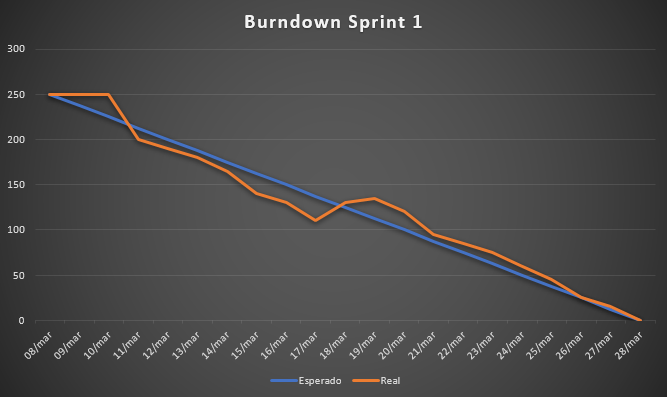 Burndown Sprint 1
300
250
200
150
100
50
0
08/mar 09/mar 10/mar 11/mar 12/mar 13/mar 14/mar 15/mar 16/mar 17/mar 18/mar 19/mar 20/mar 21/mar 22/mar 23/mar 24/mar 25/mar 26/mar 27/mar 28/mar
Esperado Real